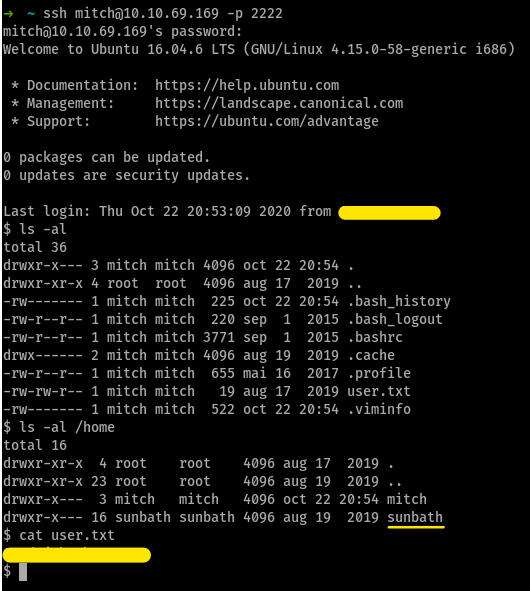 → ~ ssh mitch@10.10.69.169 -p 2222
mitch@10.10.69.169's password:
Welcome to Ubuntu 16.04.6 LTS (GNU/Linux 4.15.0-58-generic i686)
* Documentation: https://help.ubuntu.com
* Management: https://landscape.canonical.com
* Support: https://ubuntu.com/advantage
0 packages can be updated.
0 updates are security updates.
Last login: Thu Oct 22 20:53:09 2020 from
$ ls -al
total 36
drwxr-x--- 3 mitch mitch 4096 oct 22 20:54 .
drwxr-xr-x 4 root root 4096 aug 17 2019 ..
-rw------- 1 mitch mitch 225 oct 22 20:54 .bash_history
-rw-r--r-- 1 mitch mitch 220 sep 1 2015 .bash_logout
-rw-r--r-- 1 mitch mitch 3771 sep 1 2015 .bashrc
drwx------ 2 mitch mitch 4096 aug 19 2019 .cache
-rw-r--r-- 1 mitch mitch 655 mai 16 2017 .profile
-rw-rw-r-- 1 mitch mitch 19 aug 17 2019 user.txt
-rw------- 1 mitch mitch 522 oct 22 20:54 .viminfo
$ ls -al /home
total 16
drwxr-xr-x 4 root root 4096 aug 17 2019 .
drwxr-xr-x 23 root root 4096 aug 19 2019 ..
drwxr-x--- 3 mitch mitch 4096 oct 22 20:54 mitch
drwxr-x--- 16 sunbath sunbath 4096 aug 19 2019 sunbath
$ cat user.txt
$